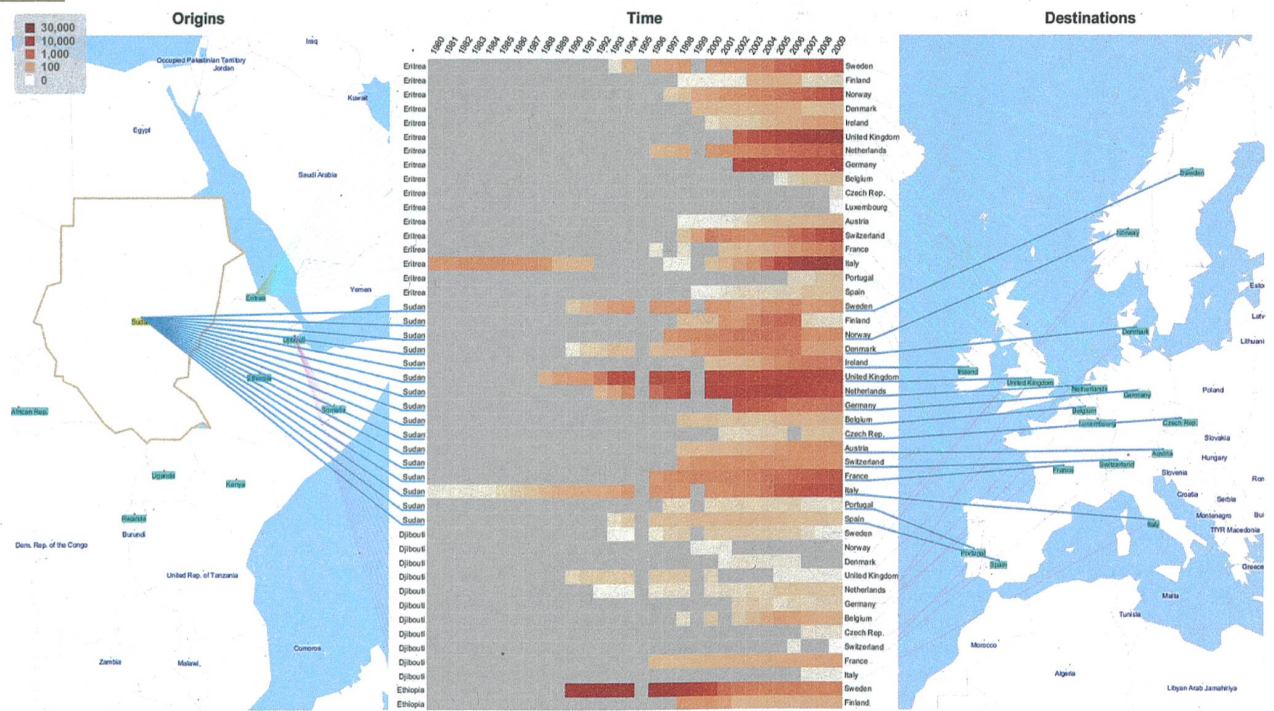 Origins
30,000
10,000
1,000
100
0
Iraq
Occupied Palestinian Territory
Jordan
Kuwait
Egypt
Saudi Arabia
Yemen
Eritrea
Sudan
Djibouti
Ethiopia
African Rep.
Somalia
Uganda
Kenya
Rwanda
Burundi
Dem. Rep. of the Congo
United Rep. of Tanzania
Comoros
Zambia
Malawi
Time
1980 1981 1982 1983 1984 1985 1986 1987 1988 1989 1990 1991 1992 1993 1994 1995 1996 1997 1998 1999 2000 2001 2002 2003 2004 2005 2006 2007 2008 2009
Eritrea Sweden
Eritrea Finland
Eritrea Norway
Eritrea Denmark
Eritrea Ireland
Eritrea United Kingdom
Eritrea Netherlands
Eritrea Germany
Eritrea Belgium
Eritrea Czech Rep.
Eritrea Luxembourg
Eritrea Austria
Eritrea Switzerland
Eritrea France
Eritrea Italy
Eritrea Portugal
Eritrea Spain
Sudan Sweden
Sudan Finland
Sudan Norway
Sudan Denmark
Sudan Ireland
Sudan United Kingdom
Sudan Netherlands
Sudan Germany
Sudan Belgium
Sudan Czech Rep.
Sudan Austria
Sudan Switzerland
Sudan France
Sudan Italy
Sudan Portugal
Sudan Spain
Djibouti Sweden
Djibouti Norway
Djibouti Denmark
Djibouti United Kingdom
Djibouti Netherlands
Djibouti Germany
Djibouti Belgium
Djibouti Czech Rep.
Djibouti Switzerland
Djibouti France
Djibouti Italy
Ethiopia Sweden
Ethiopia Finland
Destinations
Sweden
Norway
Esto
Latv
Denmark
Lithuani
Ireland
United Kingdom
Netherlands
Germany
Poland
Belgium
Luxembourg
Czech Rep.
Slovakia
Austria
Hungary
France
Switzerland
Slovenia
Ron
Croatia
Serbia
Montenegro
Bul
Italy
TfYR Macedonia
Portugal
Spain
Greece
Malta
Tunisia
Morocco
Algeria
Libyan Arab Jamahiriya